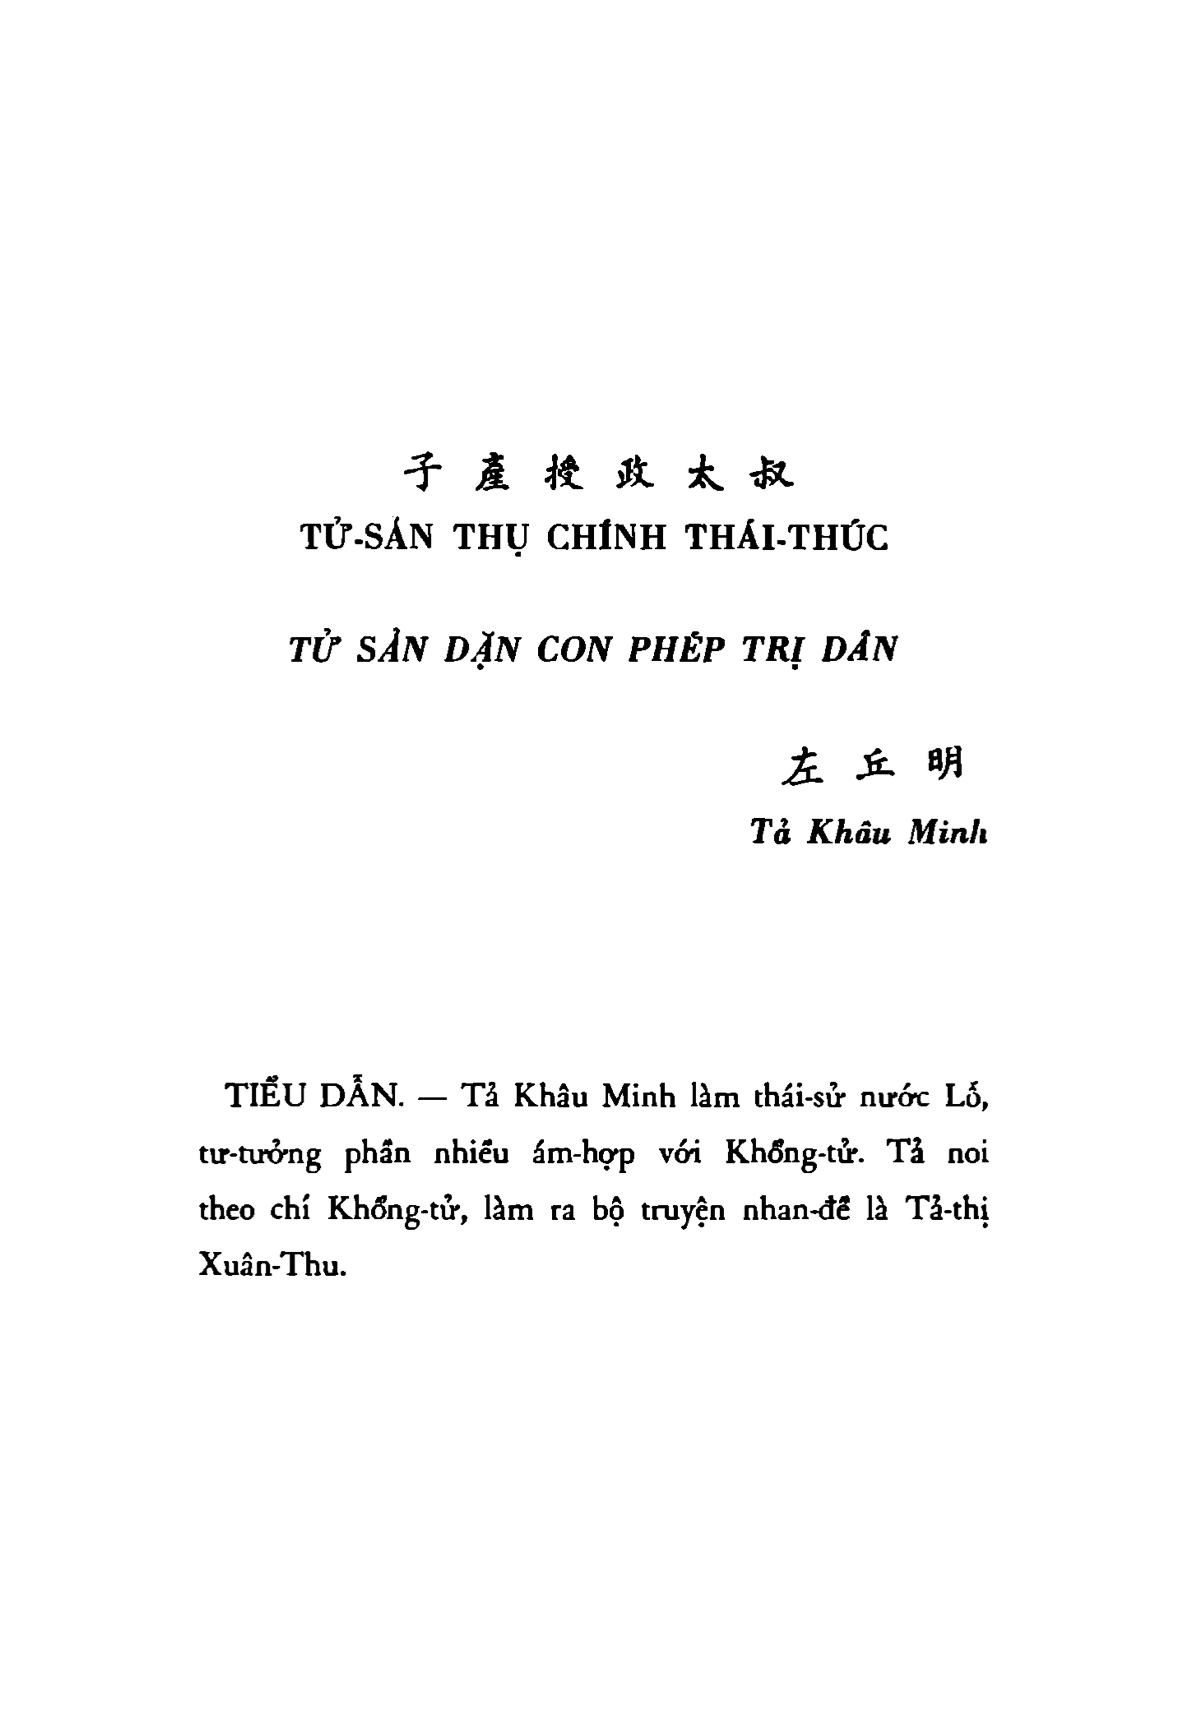 子產授政太叔
TỬ-SẢN THỤ CHÍNH THÁI-THÚC
TỬ SẢN DẶN CON PHÉP TRỊ DÂN
左丘明
Tả Khâu Minh
TIỂU DẪN. — Tả Khâu Minh làm thái-sử nước Lỗ,
tư-tưởng phần nhiều ám-hợp với Khổng-tử. Tả noi
theo chí Khổng-tử, làm ra bộ truyện nhan-đề là Tả-thị
Xuân-Thu.